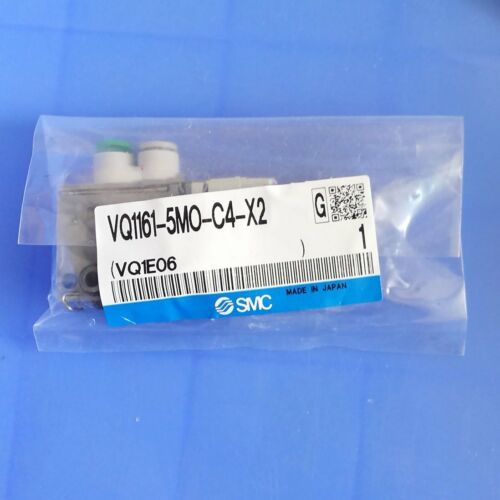 VQ1161-5MO-C4-X2
G
(VQ1E06 )
1
SMC
MADE IN JAPAN